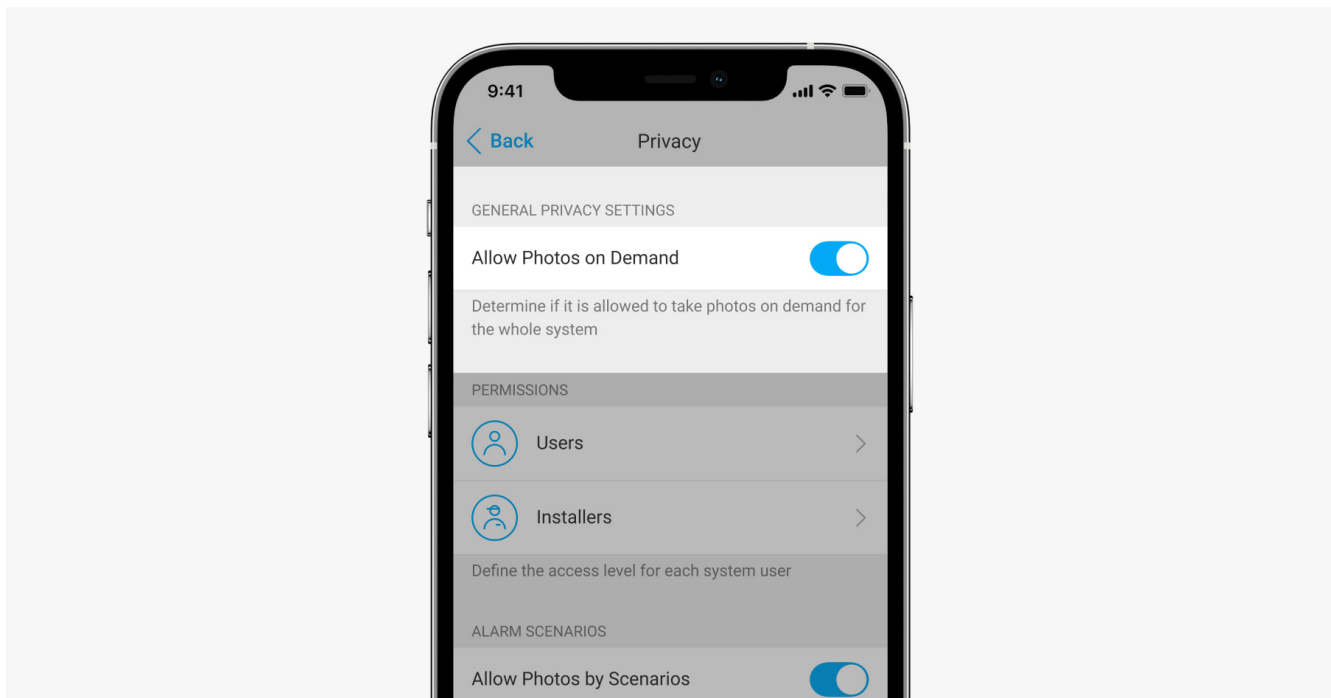 9:41
Back
Privacy
GENERAL PRIVACY SETTINGS
Allow Photos on Demand
Determine if it is allowed to take photos on demand for
the whole system
PERMISSIONS
Users
Installers
Define the access level for each system user
ALARM SCENARIOS
Allow Photos by Scenarios